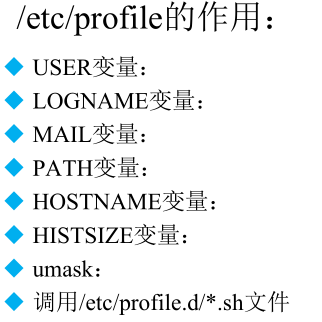 /etc/profile的作用：
USER变量：
LOGNAME变量：
MAIL变量：
PATH变量：
HOSTNAME变量：
HISTSIZE变量：
umask：
调用/etc/profile.d/*.sh文件